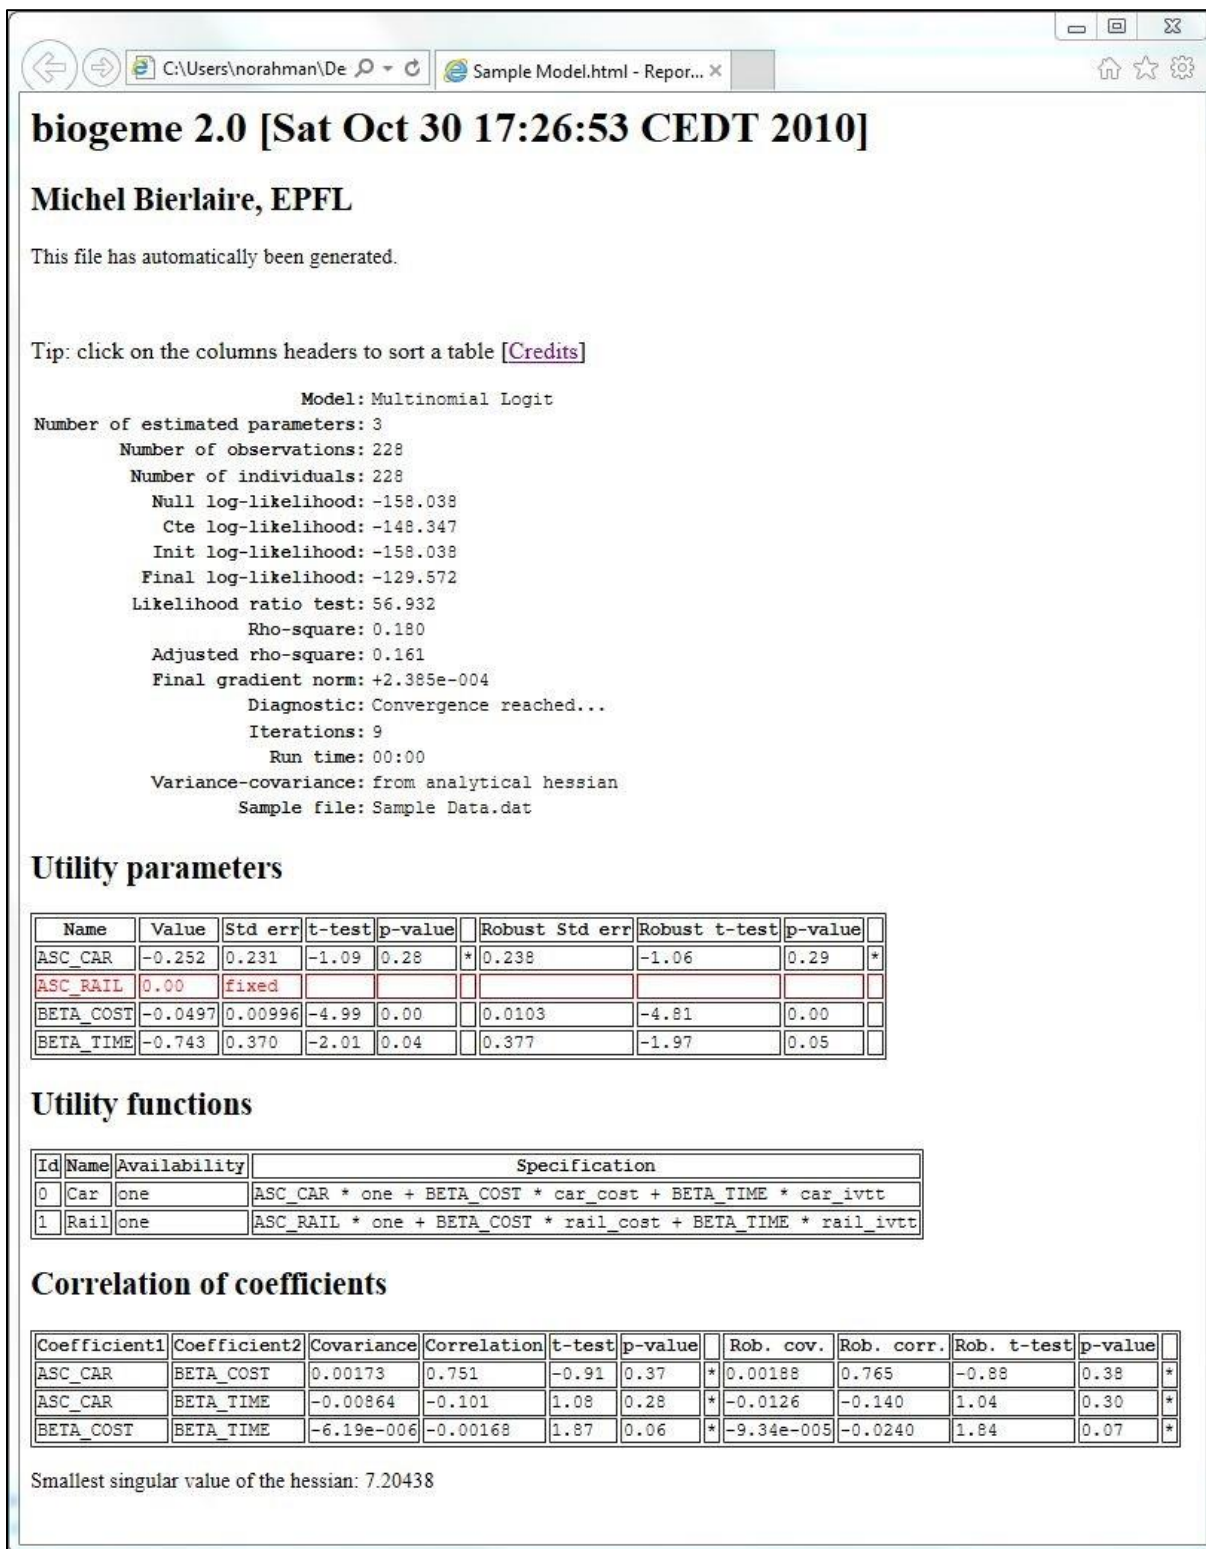 C:\Users\norahman\De
Sample Model.html - Repor...
biogeme 2.0 [Sat Oct 30 17:26:53 CEDT 2010]
Michel Bierlaire, EPFL
This file has automatically been generated.
Tip: click on the columns headers to sort a table [Credits]
Model: Multinomial Logit
Number of estimated parameters: 3
Number of observations: 228
Number of individuals: 228
Null log-likelihood: -158.038
Cte log-likelihood: -148.347
Init log-likelihood: -158.038
Final log-likelihood: -129.572
Likelihood ratio test: 56.932
Rho-square: 0.180
Adjusted rho-square: 0.161
Final gradient norm: +2.385e-004
Diagnostic: Convergence reached...
Iterations: 9
Run time: 00:00
Variance-covariance: from analytical hessian
Sample file: Sample Data.dat
Utility parameters
Name Value Std err t-test p-value Robust Std err Robust t-test p-value
ASC_CAR -0.252 0.231 -1.09 0.28 * 0.238 -1.06 0.29 *
ASC_RAIL 0.00 fixed
BETA_COST -0.0497 0.00996 -4.99 0.00 0.0103 -4.81 0.00
BETA_TIME -0.743 0.370 -2.01 0.04 0.377 -1.97 0.05
Utility functions
Id Name Availability Specification
0 Car one ASC_CAR * one + BETA_COST * car_cost + BETA_TIME * car_ivtt
1 Rail one ASC_RAIL * one + BETA_COST * rail_cost + BETA_TIME * rail_ivtt
Correlation of coefficients
Coefficient1 Coefficient2 Covariance Correlation t-test p-value Rob. cov. Rob. corr. Rob. t-test p-value
ASC_CAR BETA_COST 0.00173 0.751 -0.91 0.37 * 0.00188 0.765 -0.88 0.38 *
ASC_CAR BETA_TIME -0.00864 -0.101 1.08 0.28 * -0.0126 -0.140 1.04 0.30 *
BETA_COST BETA_TIME -6.19e-006 -0.00168 1.87 0.06 * -9.34e-005 -0.0240 1.84 0.07 *
Smallest singular value of the hessian: 7.20438